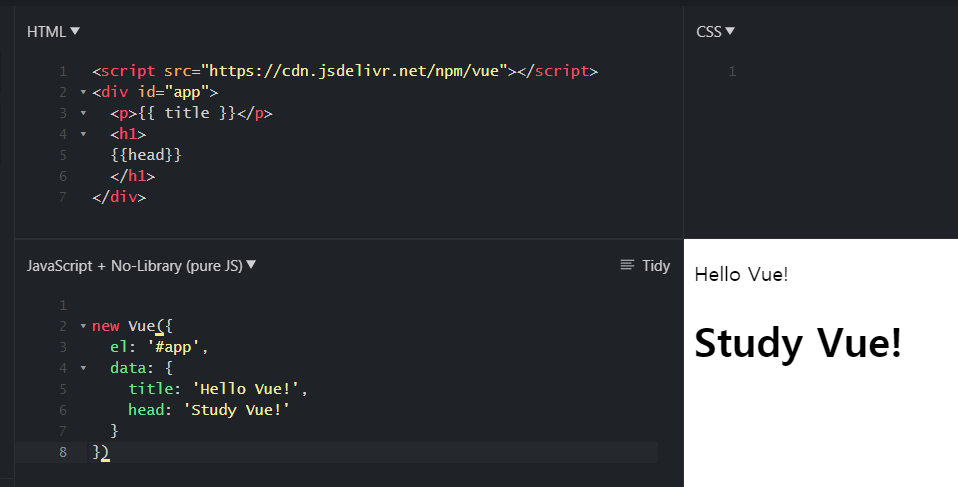 HTML ▼
1 <script src="https://cdn.jsdelivr.net/npm/vue"></script>
2 ▾ <div id="app">
3 ▾   <p>{{ title }}</p>
4 ▾   <h1>
5   {{head}}
6   </h1>
7 </div>
CSS ▼
1
JavaScript + No-Library (pure JS) ▼
Tidy
1
2 ▾ new Vue({
3   el: '#app',
4 ▾   data: {
5     title: 'Hello Vue!',
6     head: 'Study Vue!'
7   }
8 })
Hello Vue!
Study Vue!